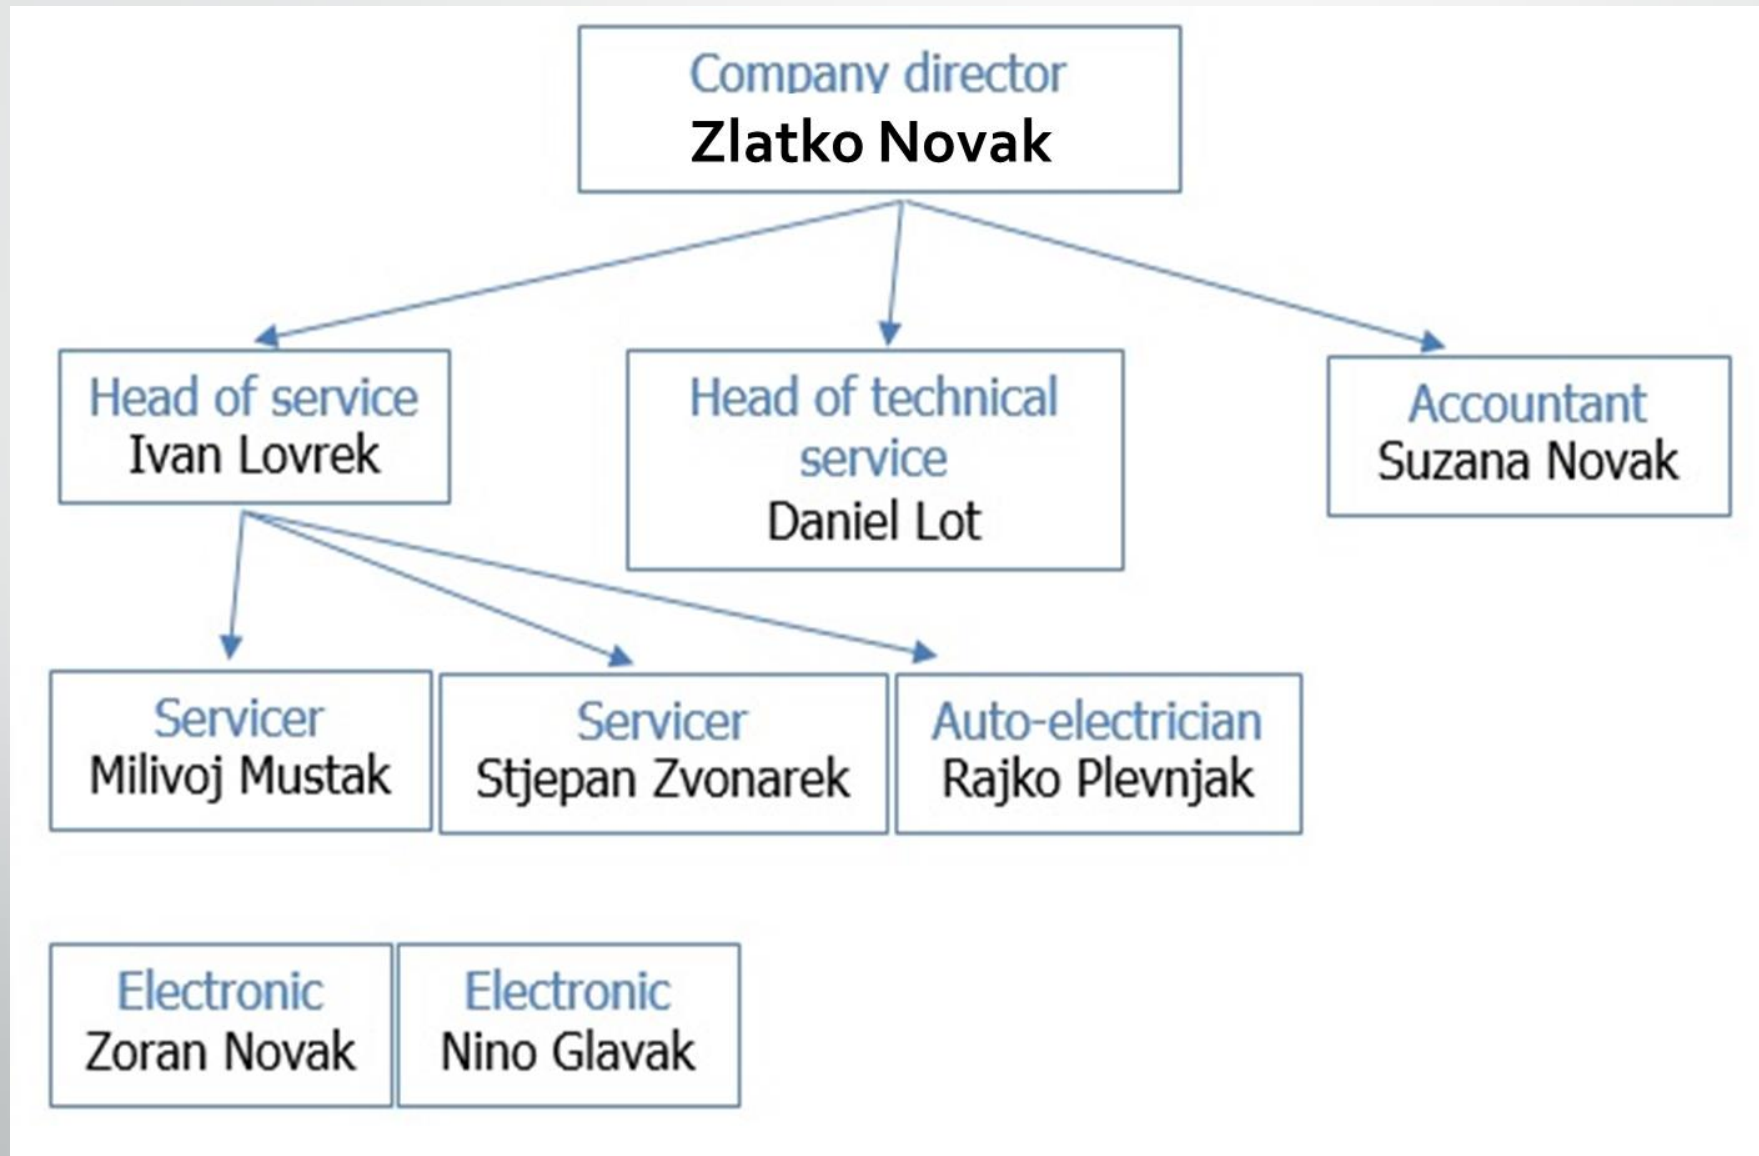 Company director
Zlatko Novak
Head of service
Ivan Lovrek
Head of technical
service
Daniel Lot
Accountant
Suzana Novak
Servicer
Milivoj Mustak
Servicer
Stjepan Zvonarek
Auto-electrician
Rajko Plevnjak
Electronic
Zoran Novak
Electronic
Nino Glavak